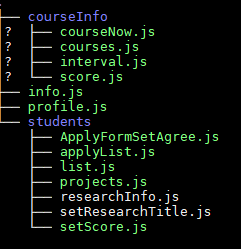 ├── courseInfo
? ├── courseNow.js
? ├── courses.js
? ├── interval.js
? └── score.js
├── info.js
├── profile.js
└── students
├── ApplyFormSetAgree.js
├── applyList.js
├── list.js
├── projects.js
├── researchInfo.js
├── setResearchTitle.js
└── setScore.js